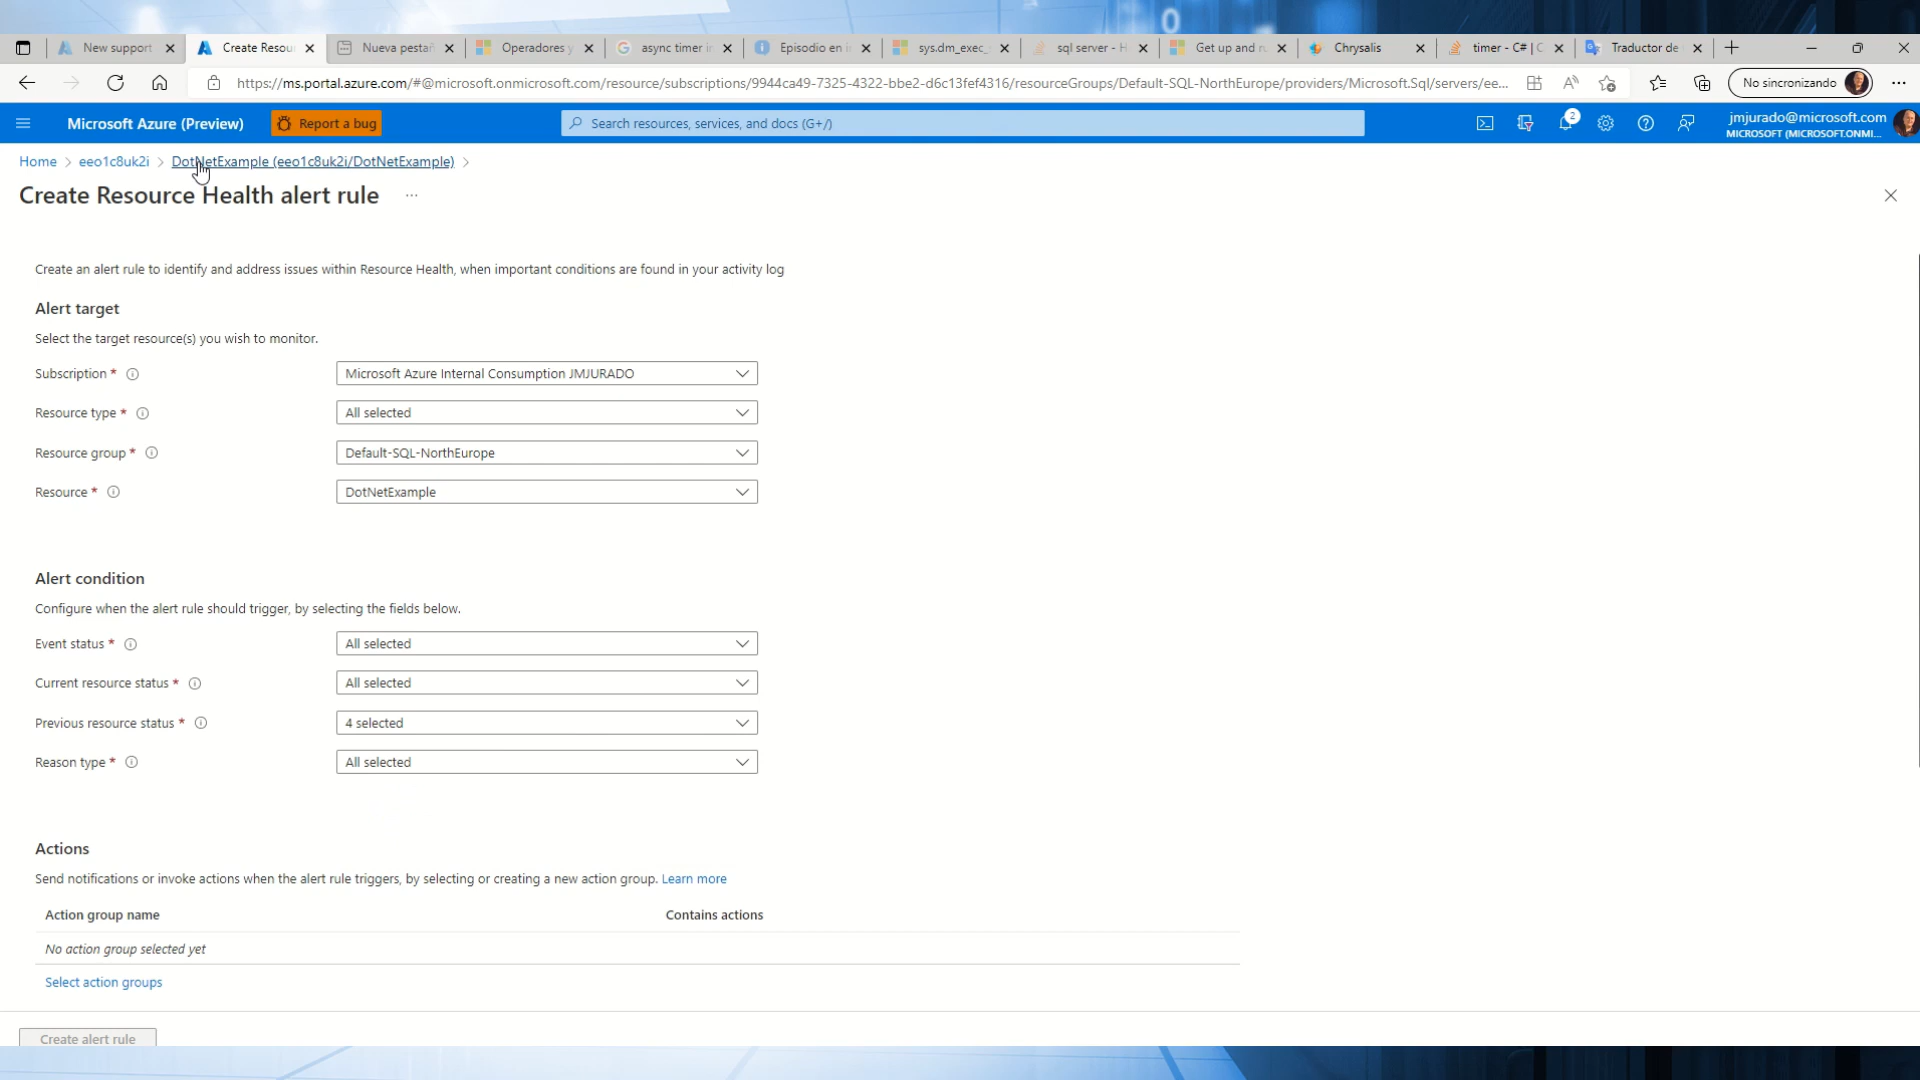 New support
Create Resou
Nueva pestañ
Operadores y
async timer i
Episodio en i
sys.dm_exec_
sql server - H
Get up and ru
Chrysalis
timer - C# | C
Traductor de
https://ms.portal.azure.com/#@microsoft.onmicrosoft.com/resource/subscriptions/9944ca49-7325-4322-bbe2-d6c13fef4316/resourceGroups/Default-SQL-NorthEurope/providers/Microsoft.Sql/servers/ee...
No sincronizando
Microsoft Azure (Preview)
Report a bug
Search resources, services, and docs (G+/)
2
jmjurado@microsoft.com
MICROSOFT (MICROSOFT.ONMI...
Home > eeo1c8uk2i > DotNetExample (eeo1c8uk2i/DotNetExample) >
Create Resource Health alert rule ...
Create an alert rule to identify and address issues within Resource Health, when important conditions are found in your activity log
Alert target
Select the target resource(s) you wish to monitor.
Subscription * Microsoft Azure Internal Consumption JMJURADO
Resource type * All selected
Resource group * Default-SQL-NorthEurope
Resource * DotNetExample
Alert condition
Configure when the alert rule should trigger, by selecting the fields below.
Event status * All selected
Current resource status * All selected
Previous resource status * 4 selected
Reason type * All selected
Actions
Send notifications or invoke actions when the alert rule triggers, by selecting or creating a new action group. Learn more
Action group name Contains actions
No action group selected yet
Select action groups
Create alert rule